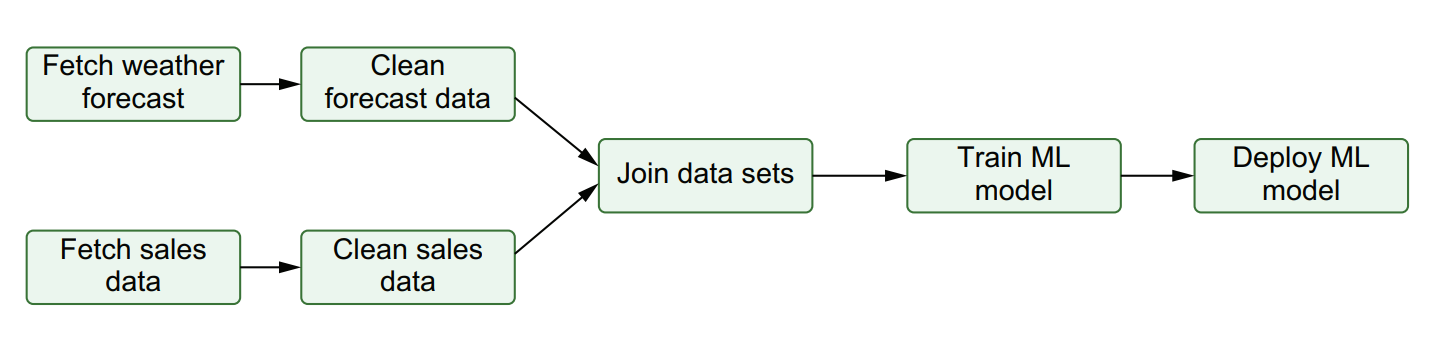 Fetch weather
forecast
Clean
forecast data
Join data sets
Train ML
model
Deploy ML
model
Fetch sales
data
Clean sales
data